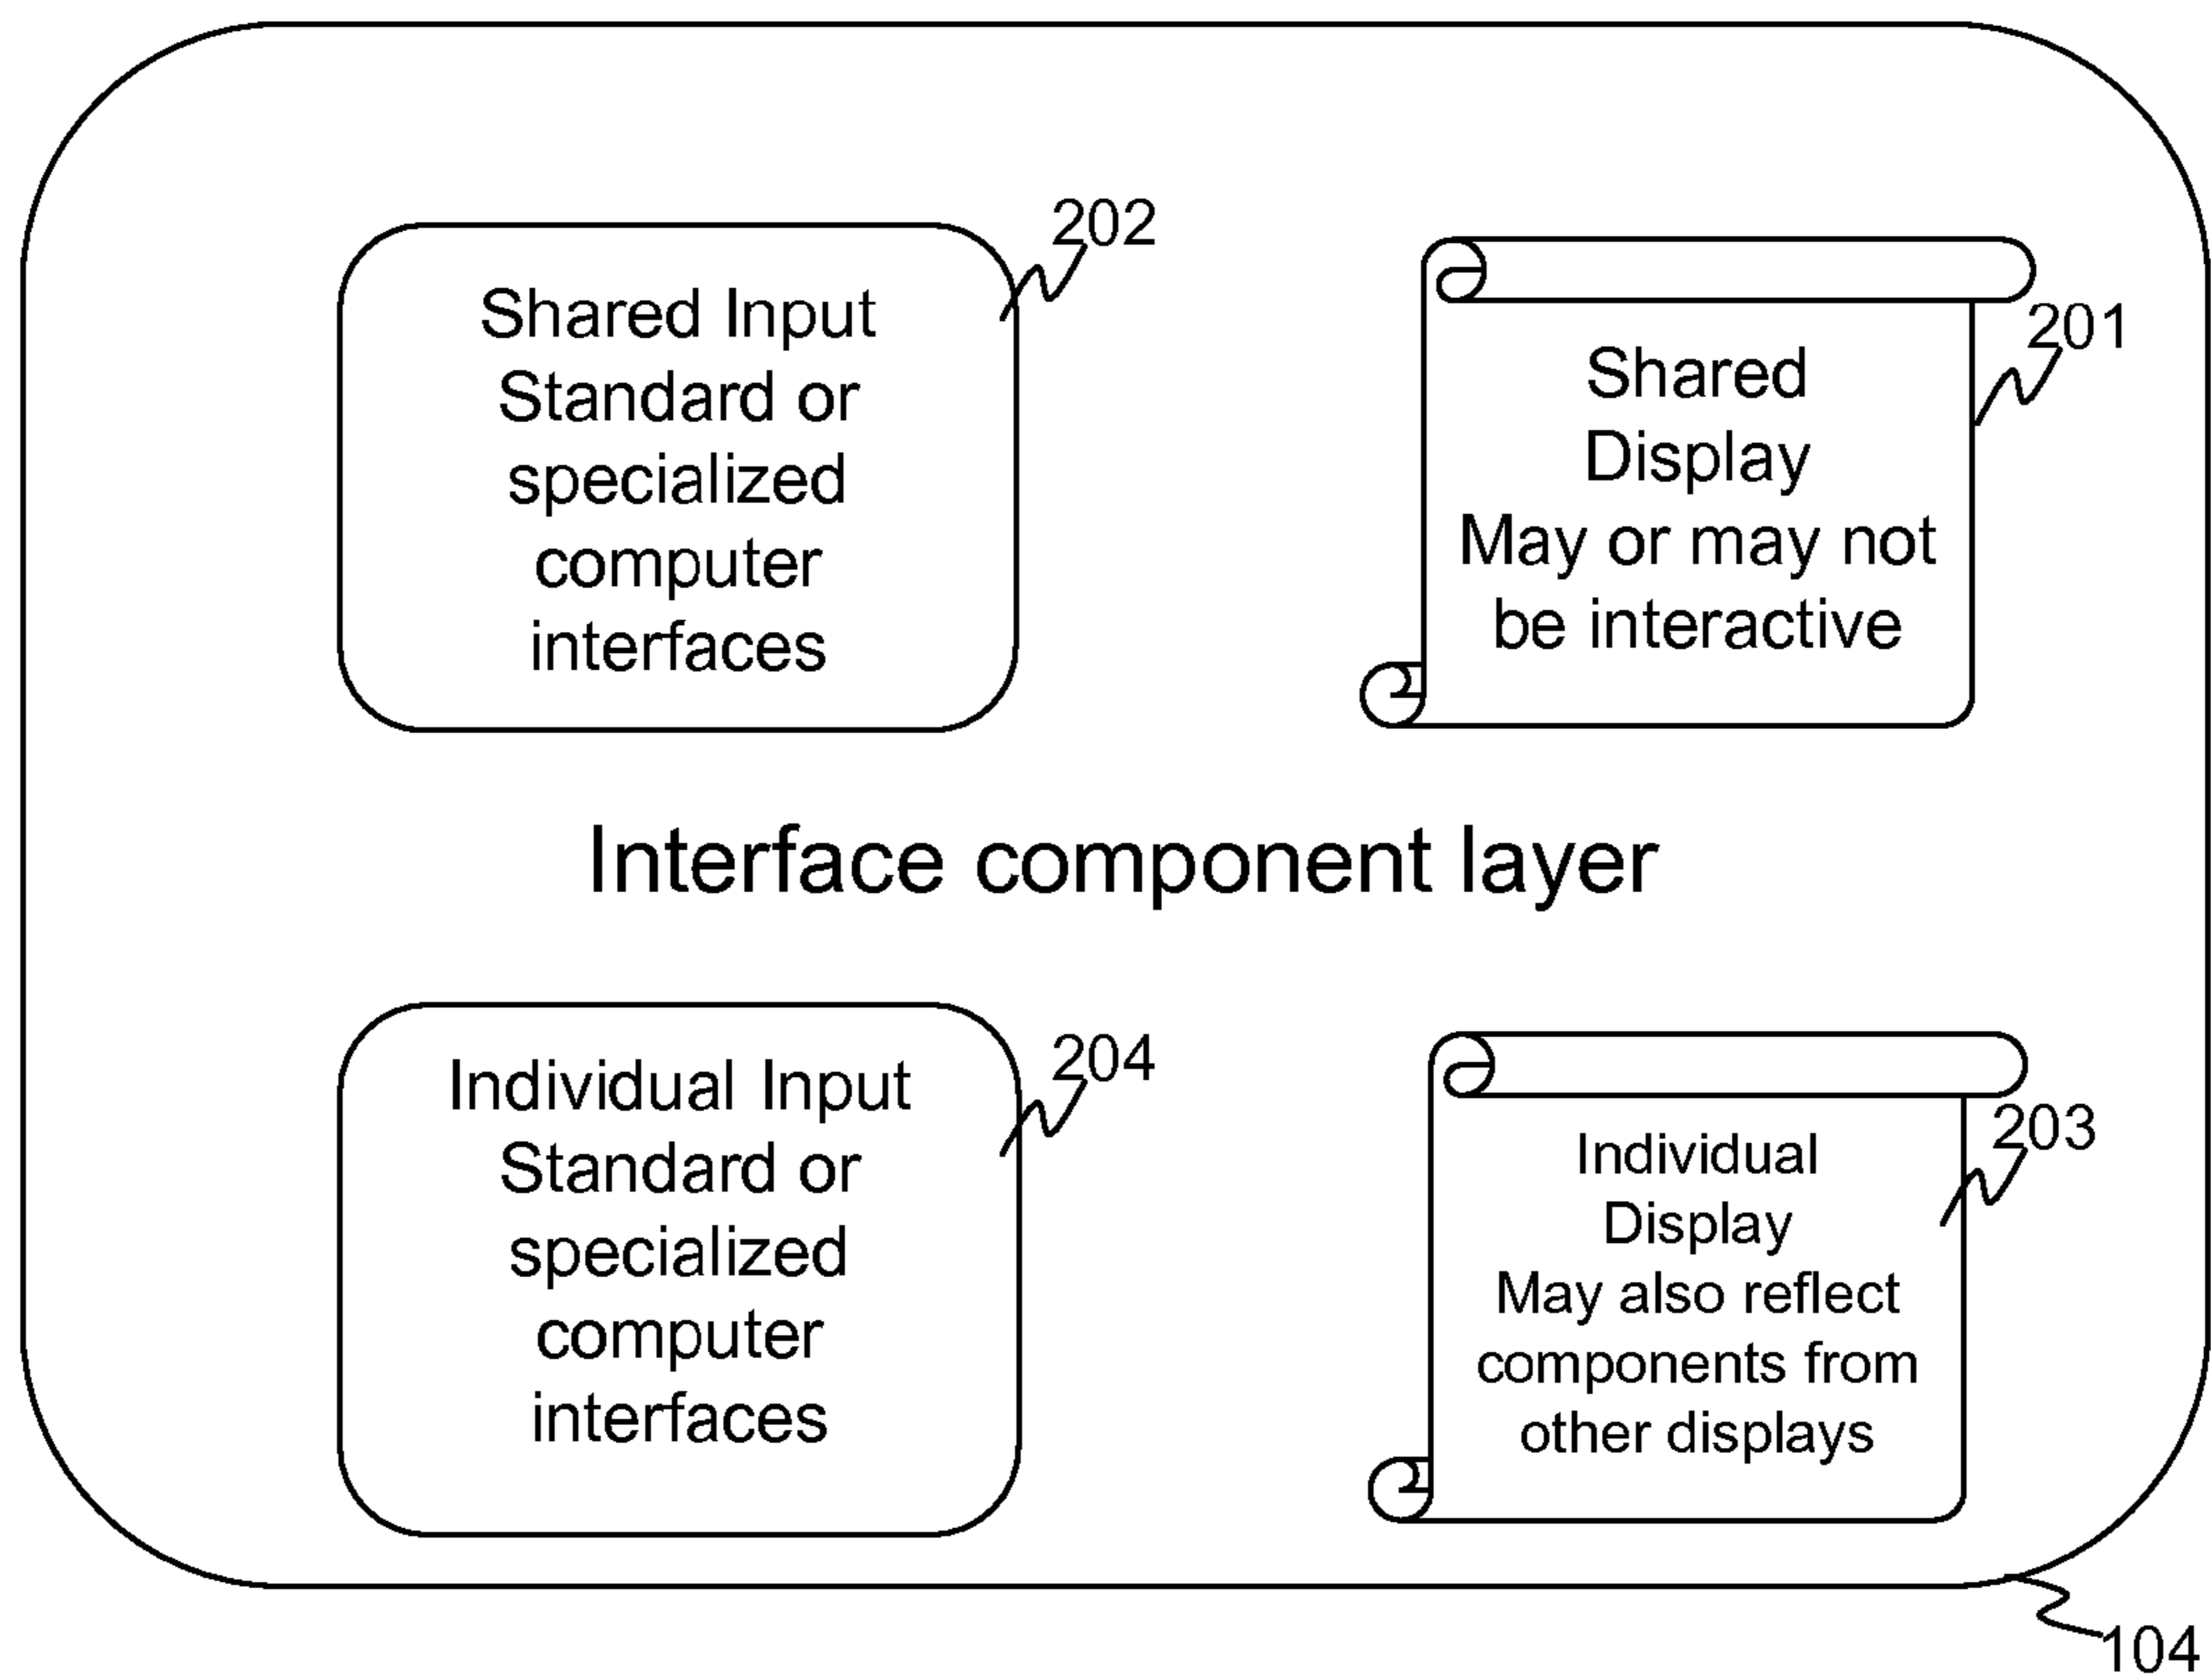 202
Shared Input
Standard or
specialized
computer
interfaces
201
Shared
Display
May or may not
be interactive
Interface component layer
204
Individual Input
Standard or
specialized
computer
interfaces
203
Individual
Display
May also reflect
components from
other displays
104